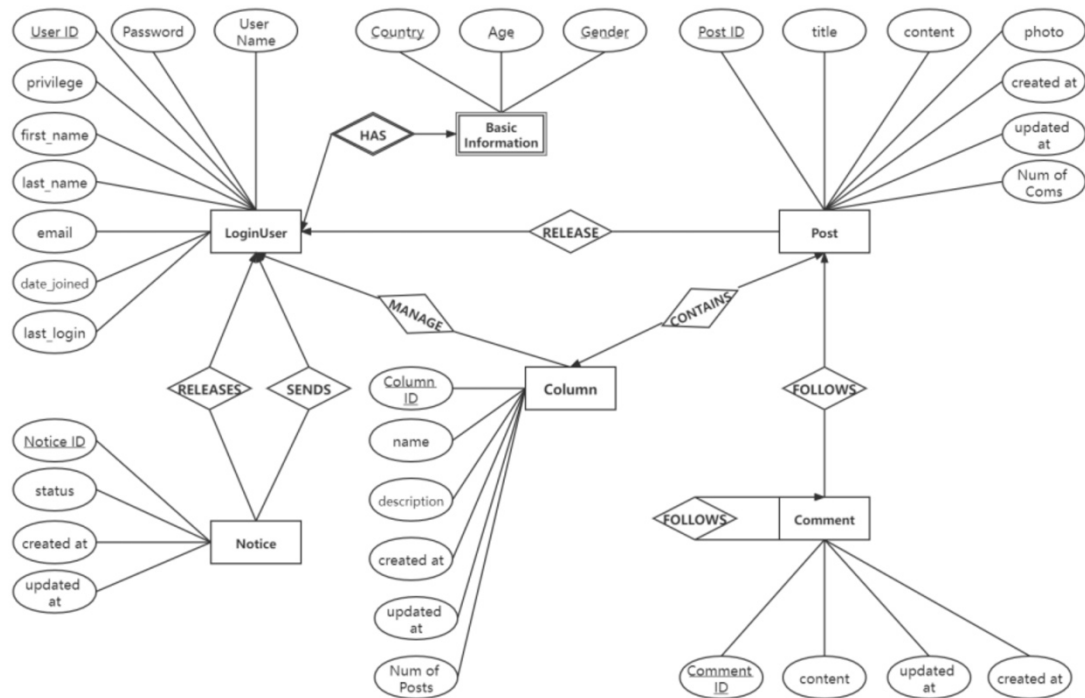 User ID
Password
User
Name
Country
Age
Gender
Post ID
title
content
photo
privilege
created at
first_name
HAS
Basic
Information
updated
at
last_name
Num of
Coms
email
LoginUser
RELEASE
Post
date_joined
last_login
MANAGE
CONTAINS
RELEASES
SENDS
Column
ID
Column
FOLLOWS
Notice ID
name
status
description
created at
Notice
FOLLOWS
Comment
created at
updated
at
updated
at
Num of
Posts
Comment
ID
content
updated
at
created at